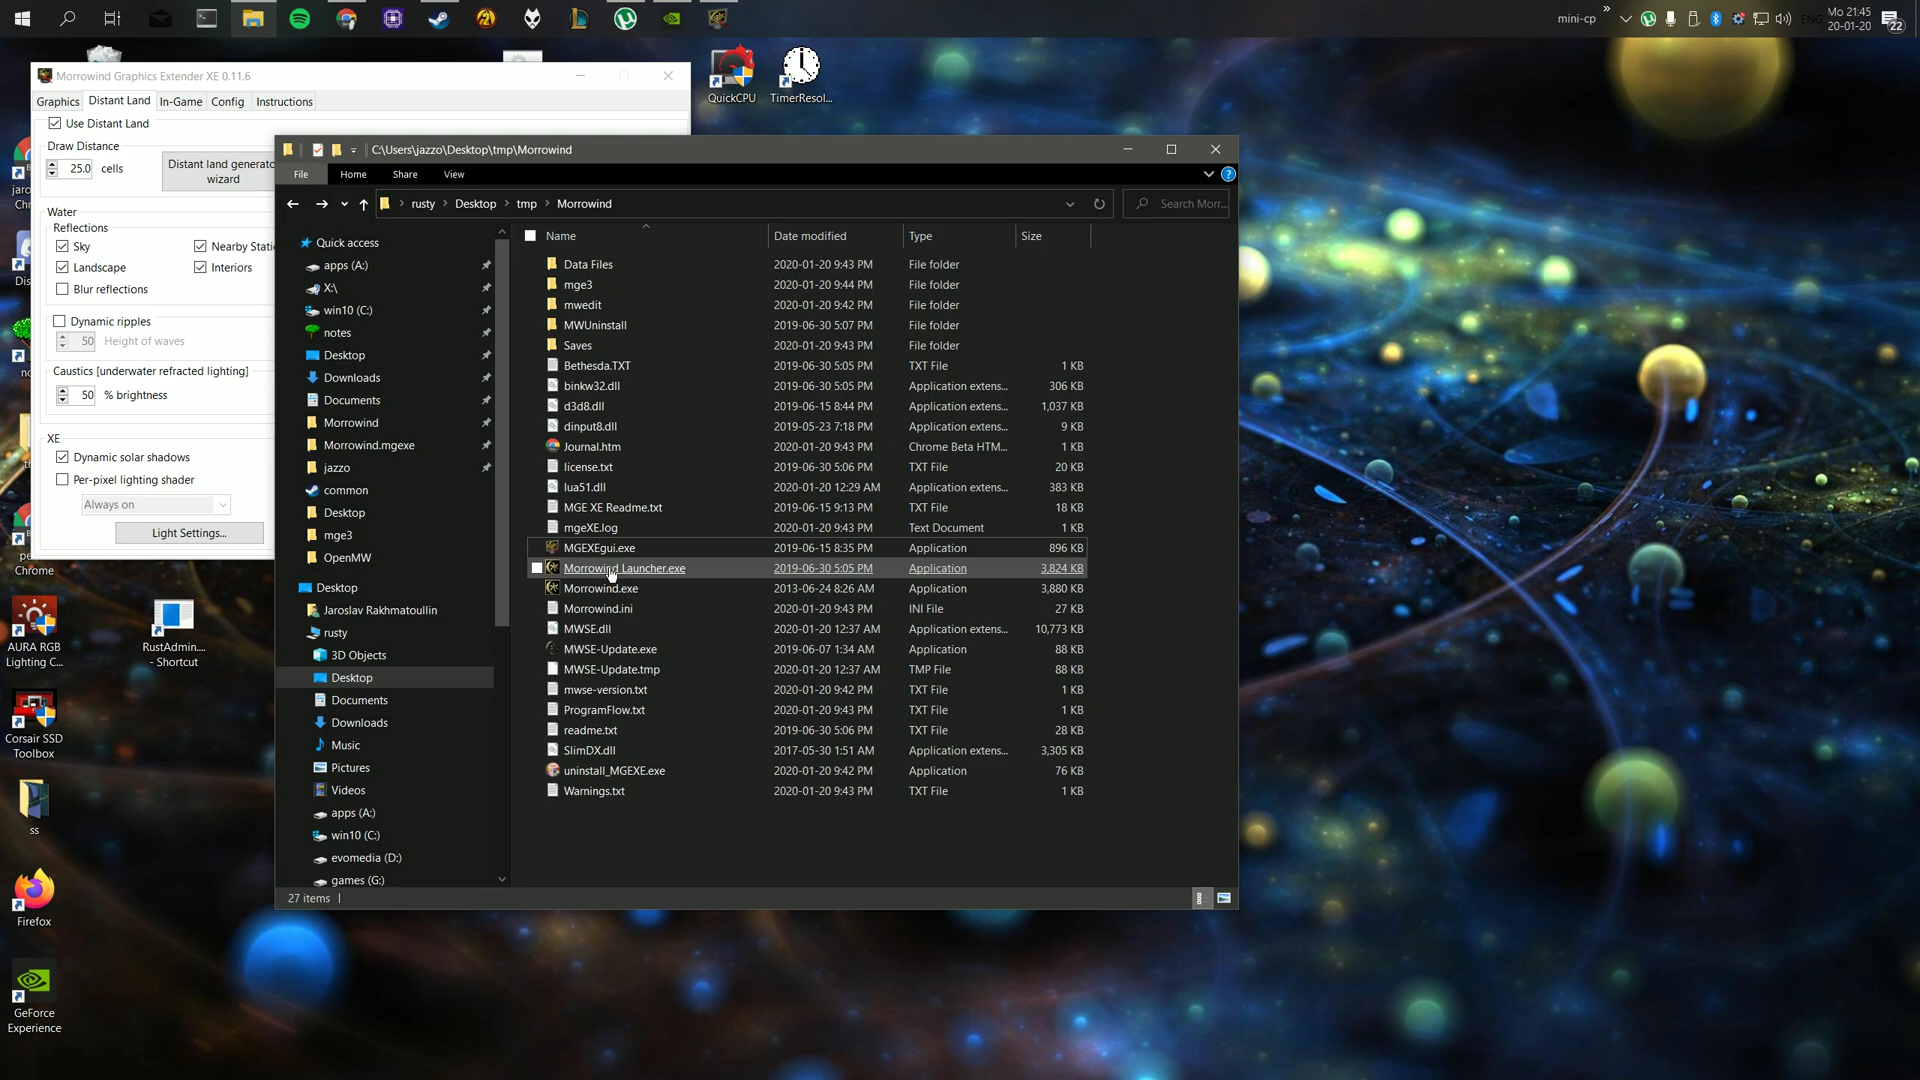 mini-cp
ENG
Mo 21:45
20-01-20
22
QuickCPU
TimerResol...
Morrowind Graphics Extender XE 0.11.6
Graphics Distant Land In-Game Config Instructions
Use Distant Land
Draw Distance
25.0 cells
Distant land generato
wizard
Water
Reflections
Sky
Nearby Stati
Landscape
Interiors
Blur reflections
Dynamic ripples
50 Height of waves
Caustics [underwater refracted lighting]
50 % brightness
XE
Dynamic solar shadows
Per-pixel lighting shader
Always on
Light Settings...
Chrome
AURA RGB
Lighting C...
RustAdmin....
- Shortcut
Corsair SSD
Toolbox
ss
Firefox
GeForce
Experience
C:\Users\jazzo\Desktop\tmp\Morrowind
File Home Share View
rusty Desktop tmp Morrowind
Search Morr...
Quick access
apps (A:)
X:\
win10 (C:)
notes
Desktop
Downloads
Documents
Morrowind
Morrowind.mgexe
jazzo
common
Desktop
mge3
OpenMW
Desktop
Jaroslav Rakhmatoullin
rusty
3D Objects
Desktop
Documents
Downloads
Music
Pictures
Videos
apps (A:)
win10 (C:)
evomedia (D:)
games (G:)
Name Date modified Type Size
Data Files 2020-01-20 9:43 PM File folder
mge3 2020-01-20 9:44 PM File folder
mwedit 2020-01-20 9:42 PM File folder
MWUninstall 2019-06-30 5:07 PM File folder
Saves 2020-01-20 9:43 PM File folder
Bethesda.TXT 2019-06-30 5:05 PM TXT File 1 KB
binkw32.dll 2019-06-30 5:05 PM Application extens... 306 KB
d3d8.dll 2019-06-15 8:44 PM Application extens... 1,037 KB
dinput8.dll 2019-05-23 7:18 PM Application extens... 9 KB
Journal.htm 2020-01-20 9:43 PM Chrome Beta HTM... 1 KB
license.txt 2019-06-30 5:06 PM TXT File 20 KB
lua51.dll 2020-01-20 12:29 AM Application extens... 383 KB
MGE XE Readme.txt 2019-06-15 9:13 PM TXT File 18 KB
mgeXE.log 2020-01-20 9:43 PM Text Document 1 KB
MGEXEgui.exe 2019-06-15 8:35 PM Application 896 KB
Morrowind Launcher.exe 2019-06-30 5:05 PM Application 3,824 KB
Morrowind.exe 2013-06-24 8:26 AM Application 3,880 KB
Morrowind.ini 2020-01-20 9:43 PM INI File 27 KB
MWSE.dll 2020-01-20 12:37 AM Application extens... 10,773 KB
MWSE-Update.exe 2019-06-07 1:34 AM Application 88 KB
MWSE-Update.tmp 2020-01-20 12:37 AM TMP File 88 KB
mwse-version.txt 2020-01-20 9:42 PM TXT File 1 KB
ProgramFlow.txt 2020-01-20 9:43 PM TXT File 1 KB
readme.txt 2019-06-30 5:06 PM TXT File 28 KB
SlimDX.dll 2017-05-30 1:51 AM Application extens... 3,305 KB
uninstall_MGEXE.exe 2020-01-20 9:42 PM Application 76 KB
Warnings.txt 2020-01-20 9:43 PM TXT File 1 KB
27 items